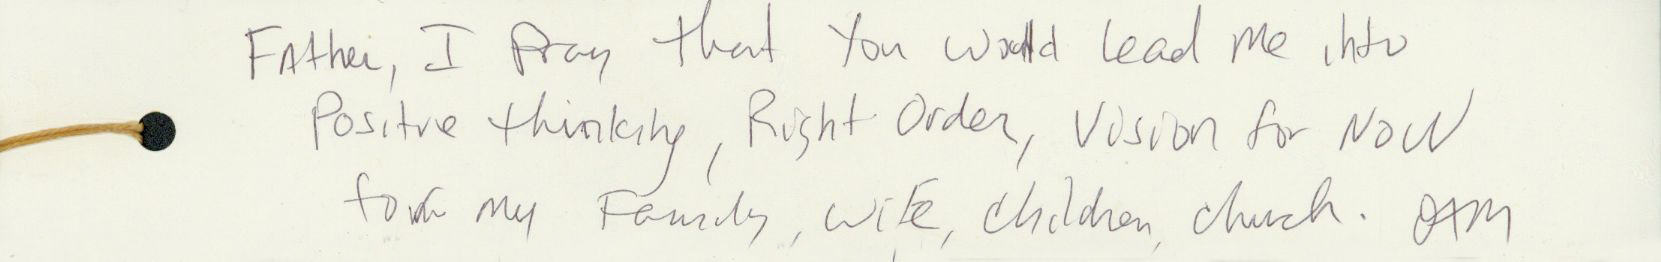 Father, I Pray that You would lead me into
Positive thinking, Right Order, Vision for Now
for my Family, wife, children, church.